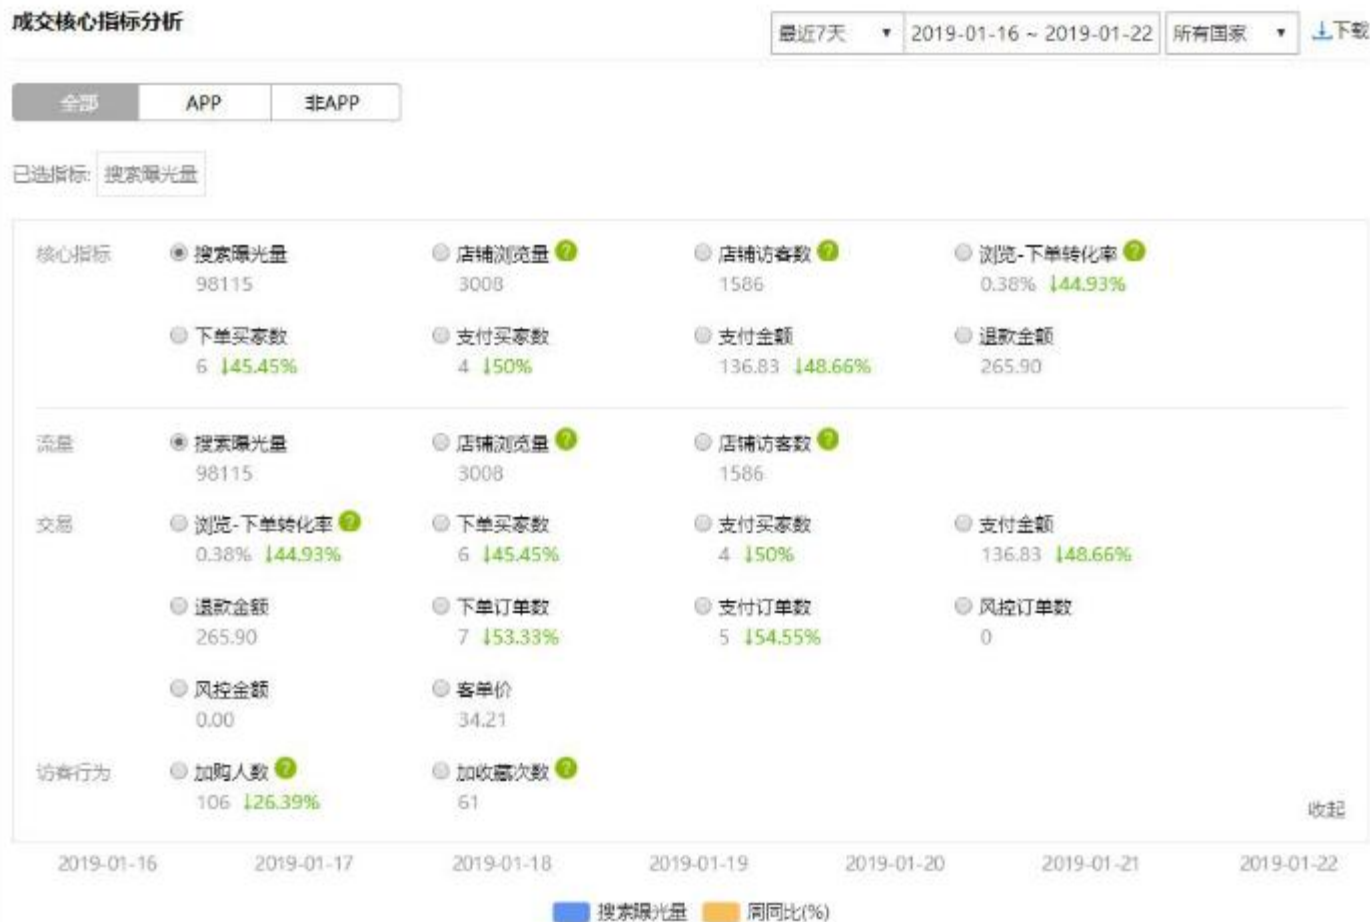 成交核心指标分析
最近7天 2019-01-16 ~ 2019-01-22 所有国家 下载
全部 APP 非APP
已选指标: 搜索曝光量
核心指标 搜索曝光量 店铺浏览量 ? 店铺访客数 ? 浏览-下单转化率 ?
98115 3008 1586 0.38% ↓44.93%
下单买家数 支付买家数 支付金额 退款金额
6 ↓45.45% 4 ↓50% 136.83 ↓48.66% 265.90
流量 搜索曝光量 店铺浏览量 ? 店铺访客数 ?
98115 3008 1586
交易 浏览-下单转化率 ? 下单买家数 支付买家数 支付金额
0.38% ↓44.93% 6 ↓45.45% 4 ↓50% 136.83 ↓48.66%
退款金额 下单订单数 支付订单数 风控订单数
265.90 7 ↓53.33% 5 ↓54.55% 0
风控金额 客单价
0.00 34.21
访客行为 加购人数 ? 加收藏次数 ?
106 ↓26.39% 61
收起
2019-01-16 2019-01-17 2019-01-18 2019-01-19 2019-01-20 2019-01-21 2019-01-22
搜索曝光量 周同比(%)